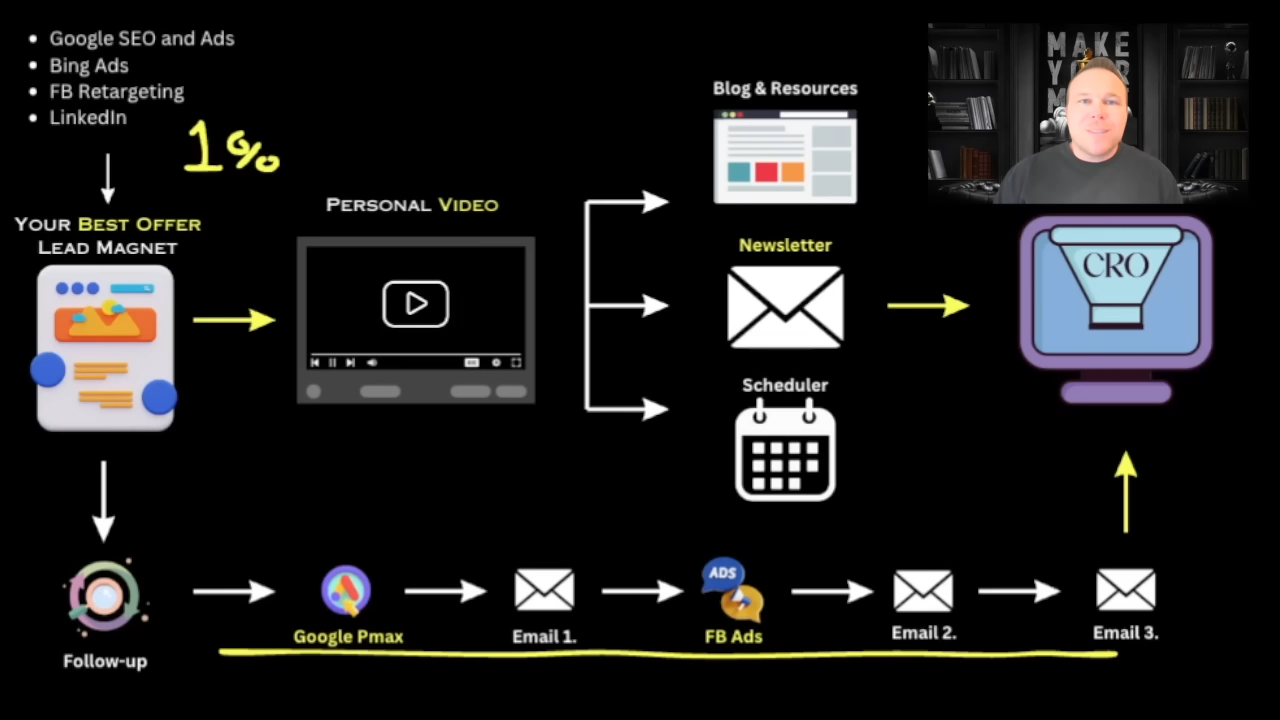 Google SEO and Ads
Bing Ads
FB Retargeting
LinkedIn
1%
YOUR BEST OFFER
LEAD MAGNET
PERSONAL VIDEO
Blog & Resources
Newsletter
Scheduler
MAKE
CRO
Follow-up
Google Pmax
Email 1.
ADS
FB Ads
Email 2.
Email 3.